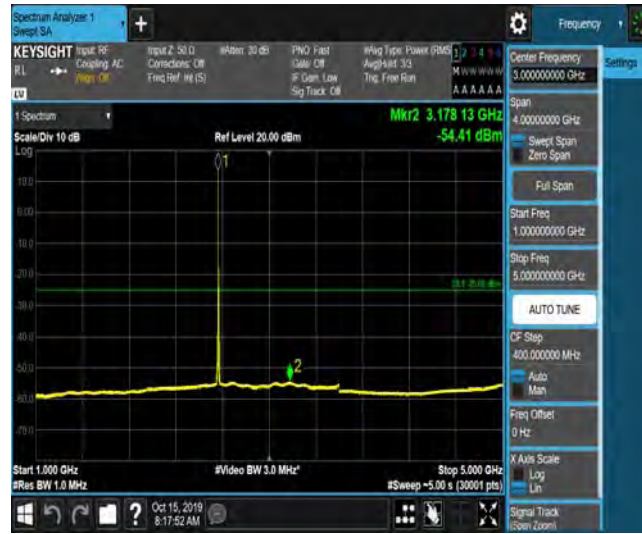 Spectrum Analyzer 1
Swept SA
Frequency
KEYSIGHT
RL
LV
Input: RF
Coupling: AC
Align: Off
Input Z: 50 Ω
Corrections: Off
Freq Ref: Int (S)
#Atten: 30 dB
PNO: Fast
Gate: Off
IF Gain: Low
Sig Track: Off
#Avg Type: Power (RMS)
Avg|Hold: 3/3
Trig: Free Run
1 2 3 4 5 6
M W W W W W
A A A A A A
Center Frequency
3.000000000 GHz
Settings
1 Spectrum
Scale/Div 10 dB
Log
Ref Level 20.00 dBm
Mkr2 3.178 13 GHz
-54.41 dBm
Span
4.00000000 GHz
Swept Span
Zero Span
Full Span
Start Freq
1.000000000 GHz
Stop Freq
5.000000000 GHz
AUTO TUNE
CF Step
400.000000 MHz
Auto
Man
Freq Offset
0 Hz
X Axis Scale
Log
Lin
Signal Track
(Span Zoom)
1
2
10.0
0.00
-10.0
-20.0
-30.0
-40.0
-50.0
-60.0
-70.0
Start 1.000 GHz
#Res BW 1.0 MHz
#Video BW 3.0 MHz*
Stop 5.000 GHz
#Sweep ~5.00 s (30001 pts)
?
Oct 15, 2019
8:17:52 AM